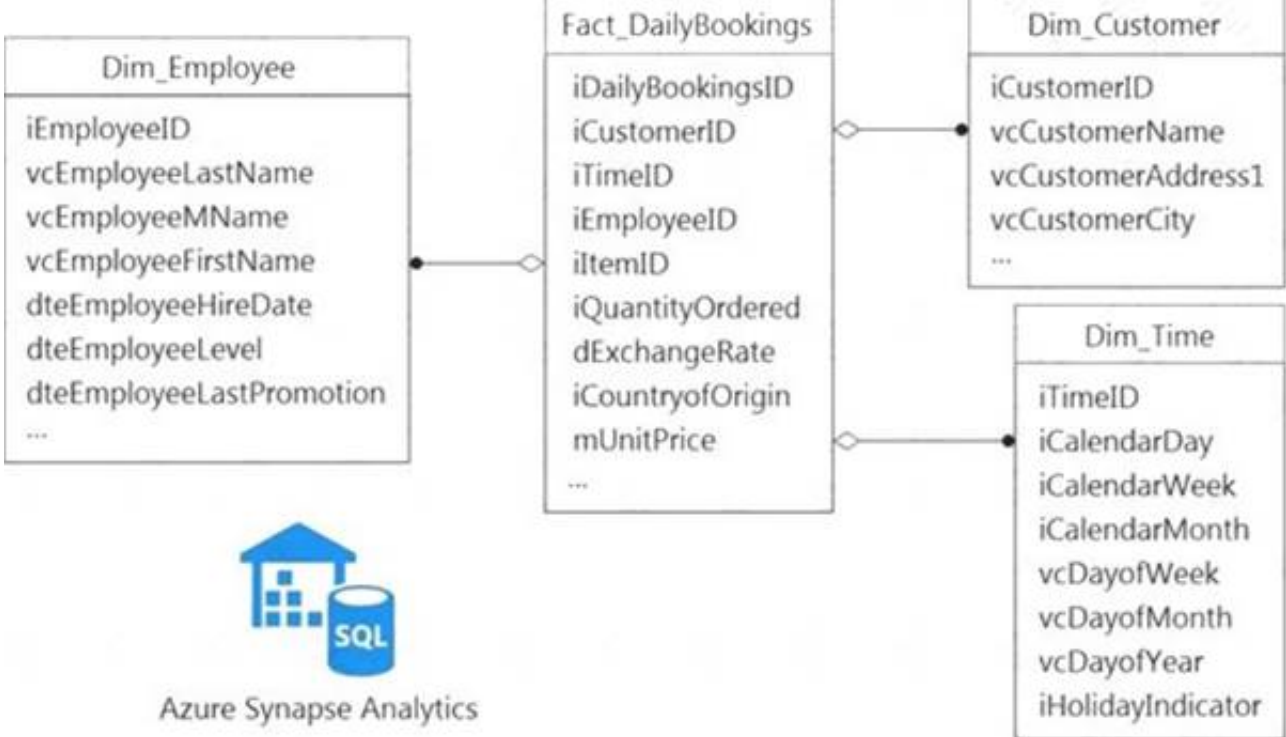 Dim_Employee
iEmployeeID
vcEmployeeLastName
vcEmployeeMName
vcEmployeeFirstName
dteEmployeeHireDate
dteEmployeeLevel
dteEmployeeLastPromotion
...
Fact_DailyBookings
iDailyBookingsID
iCustomerID
iTimeID
iEmployeeID
iItemID
iQuantityOrdered
dExchangeRate
iCountryofOrigin
mUnitPrice
...
Dim_Customer
iCustomerID
vcCustomerName
vcCustomerAddress1
vcCustomerCity
...
Dim_Time
iTimeID
iCalendarDay
iCalendarWeek
iCalendarMonth
vcDayofWeek
vcDayofMonth
vcDayofYear
iHolidayIndicator
SQL
Azure Synapse Analytics